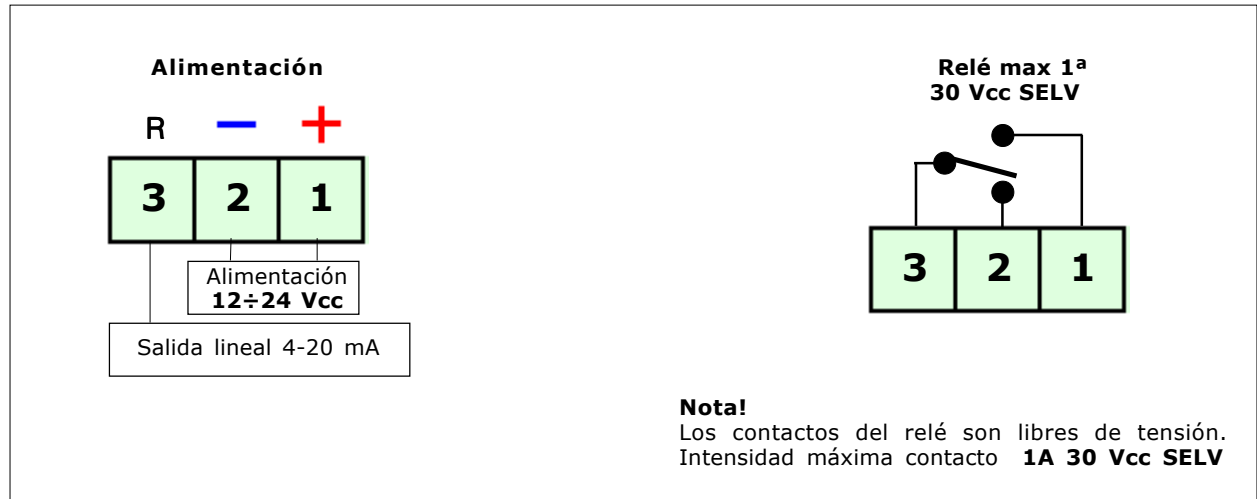 Alimentación
R − +
3 2 1
Alimentación
12÷24 Vcc
Salida lineal 4-20 mA
Relé max 1ª
30 Vcc SELV
3 2 1
Nota!
Los contactos del relé son libres de tensión.
Intensidad máxima contacto 1A 30 Vcc SELV